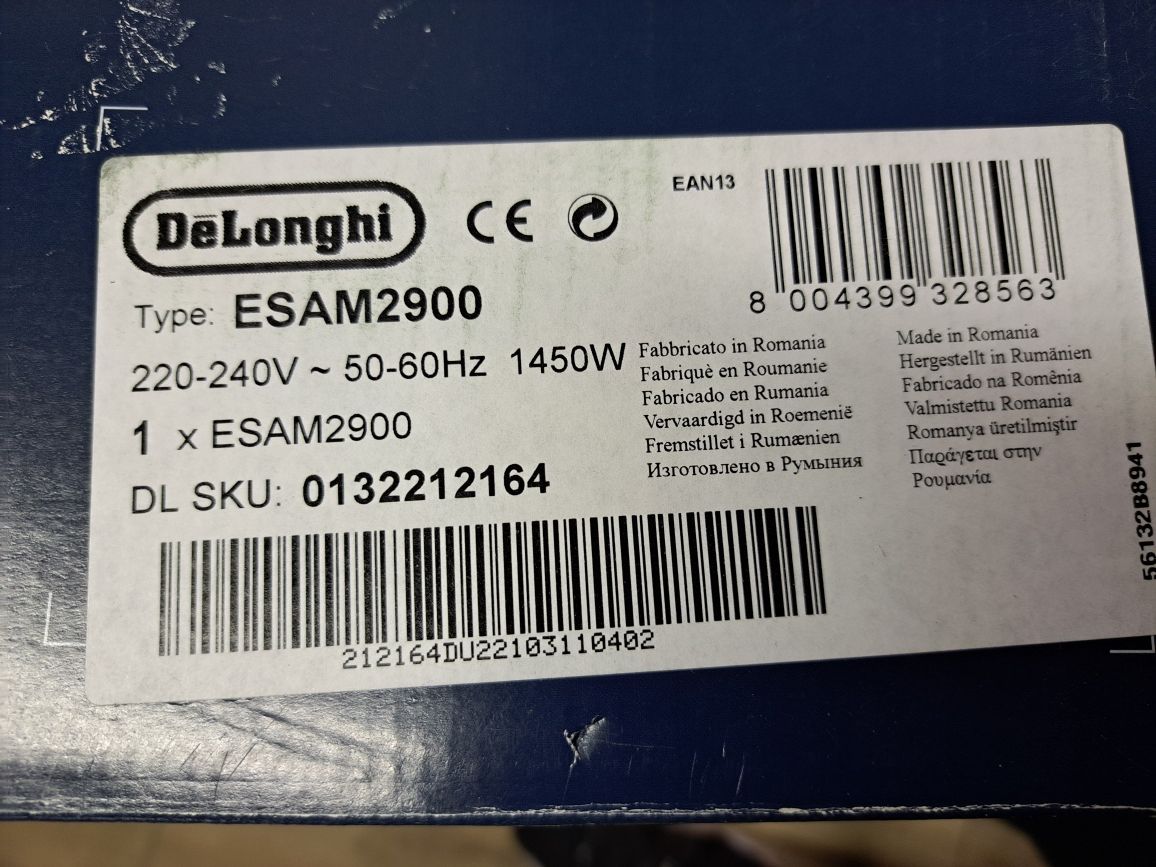 DeLonghi CE
EAN13
8 004399 328563
Type: ESAM2900
220-240V ~ 50-60Hz 1450W
1 x ESAM2900
DL SKU: 0132212164
Fabbricato in Romania
Fabriquè en Roumanie
Fabricado en Rumania
Vervaardigd in Roemenië
Fremstillet i Rumænien
Изготовлено в Румыния
Made in Romania
Hergestellt in Rumänien
Fabricado na Romênia
Valmistettu Romania
Romanya üretilmiştir
Παράγεται στην
Ρουμανία
212164DU22103110402
56132B8941